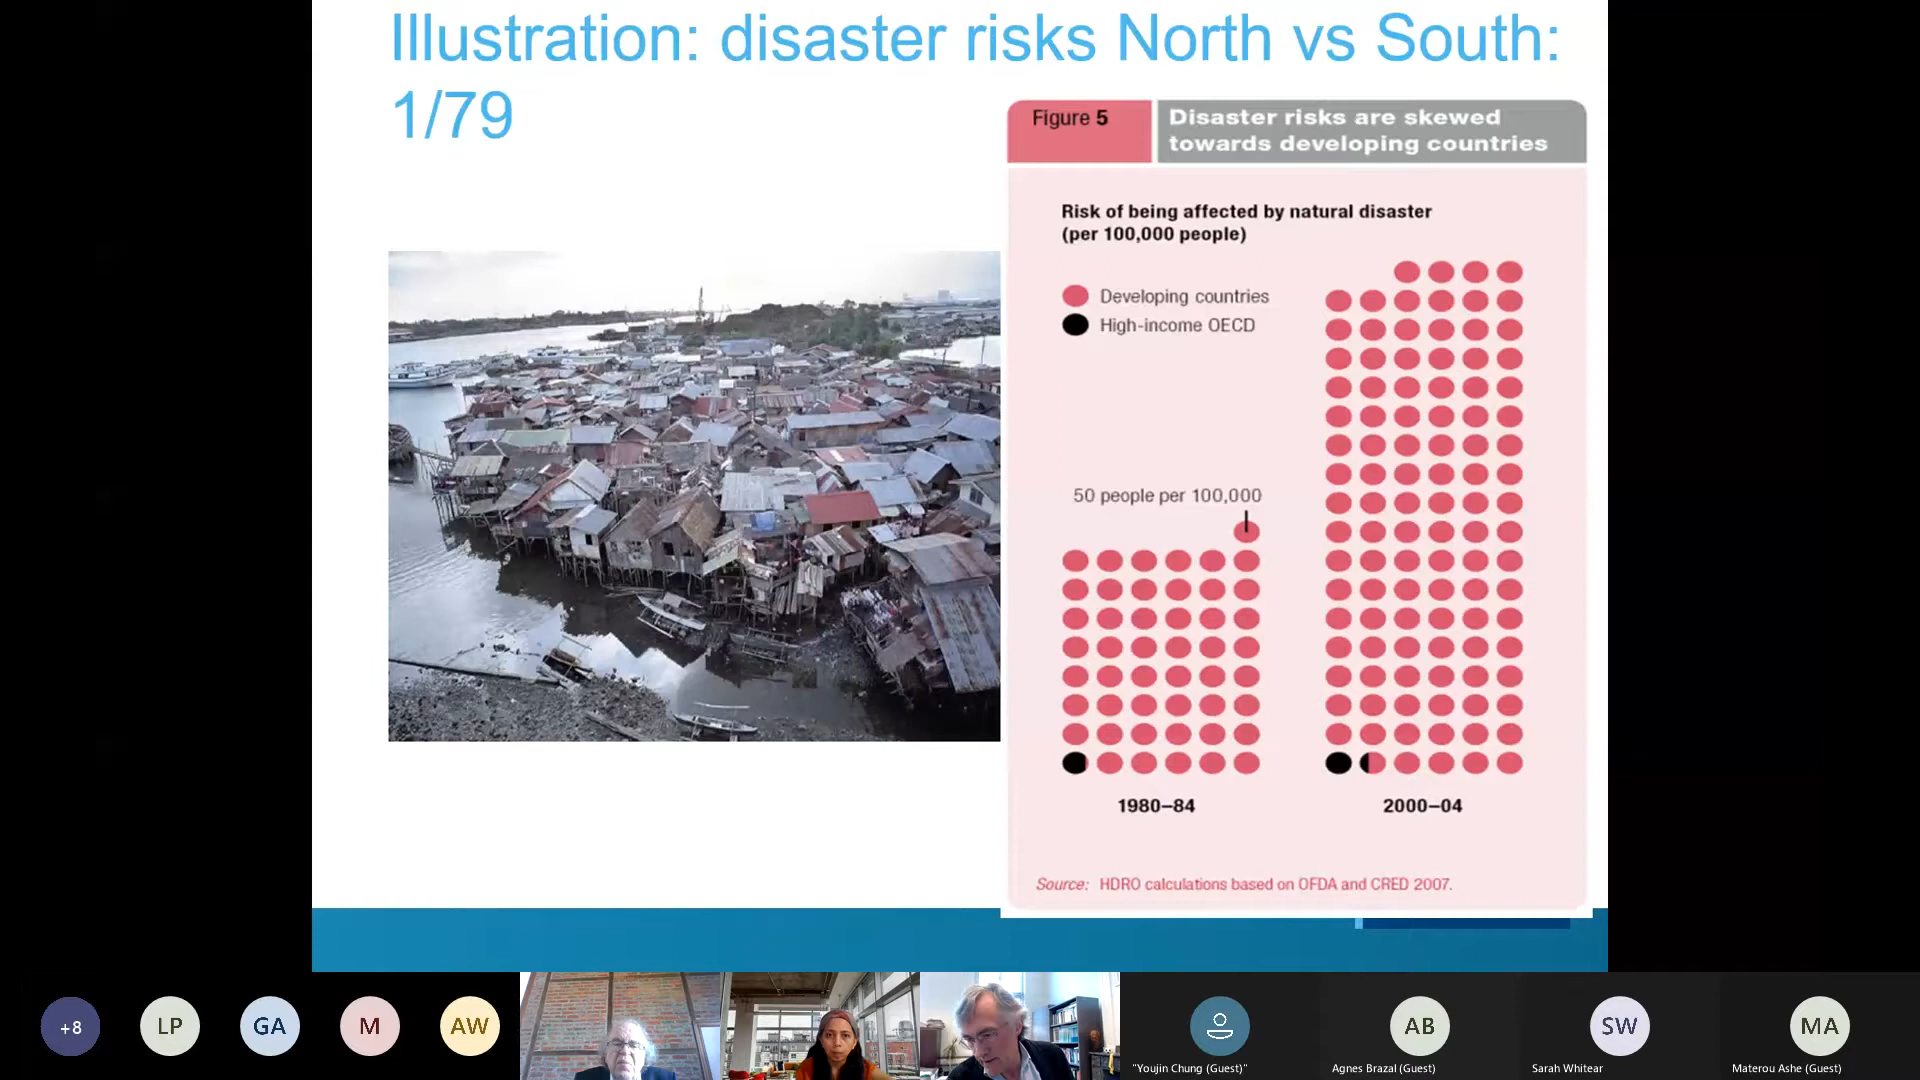 Illustration: disaster risks North vs South:
1/79
Figure 5
Disaster risks are skewed
towards developing countries
Risk of being affected by natural disaster
(per 100,000 people)
Developing countries
High-income OECD
50 people per 100,000
1980–84
2000–04
Source: HDRO calculations based on OFDA and CRED 2007.
+8
LP
GA
M
AW
AB
SW
MA
"Youjin Chung (Guest)"
Agnes Brazal (Guest)
Sarah Whitear
Materou Ashe (Guest)